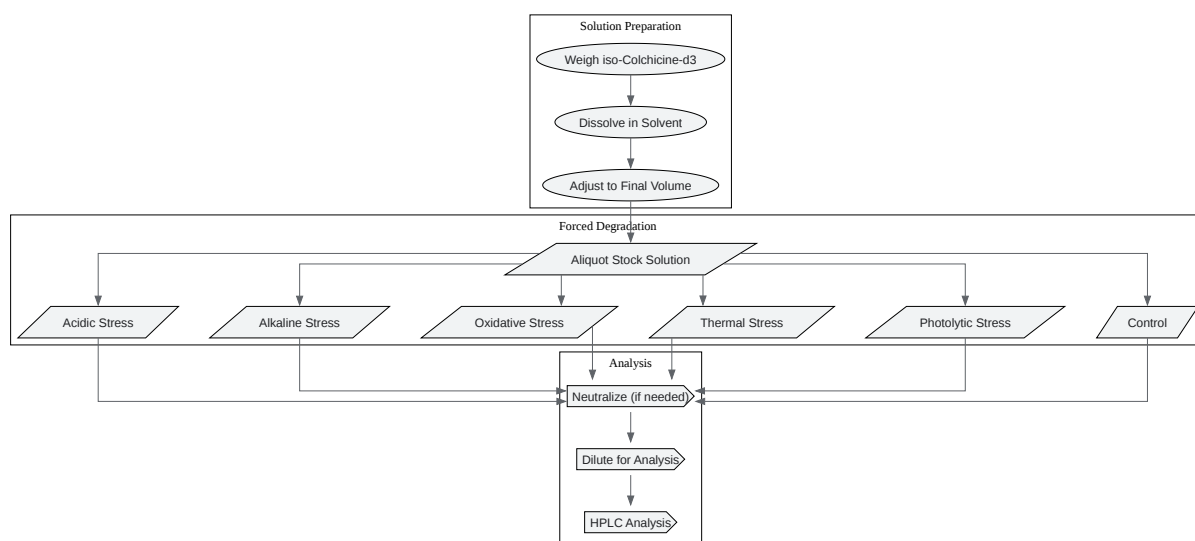 Solution Preparation
Weigh iso-Colchicine-d3
Dissolve in Solvent
Adjust to Final Volume
Forced Degradation
Aliquot Stock Solution
Acidic Stress
Alkaline Stress
Oxidative Stress
Thermal Stress
Photolytic Stress
Control
Analysis
Neutralize (if needed)
Dilute for Analysis
HPLC Analysis